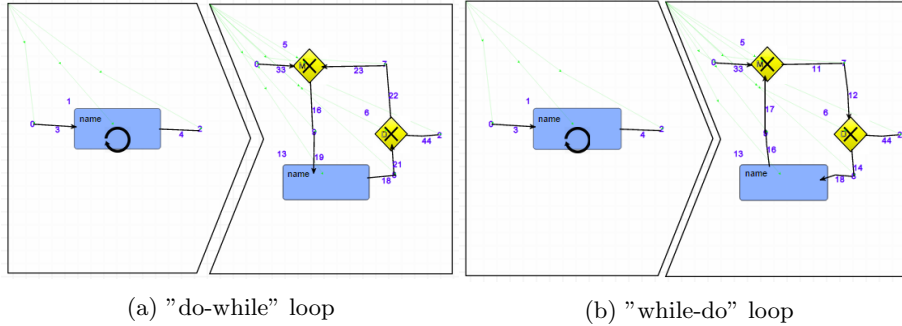 5
0 33 M 23 7
1 16 22
name 6
0 3 4 2 9 D 2
44
13 19 21
name 18 8
5
0 33 M 11 7
1 17 12
name 6
0 3 4 2 9 D 2
44
13 16 14
name 18 8
(a) "do-while" loop
(b) "while-do" loop